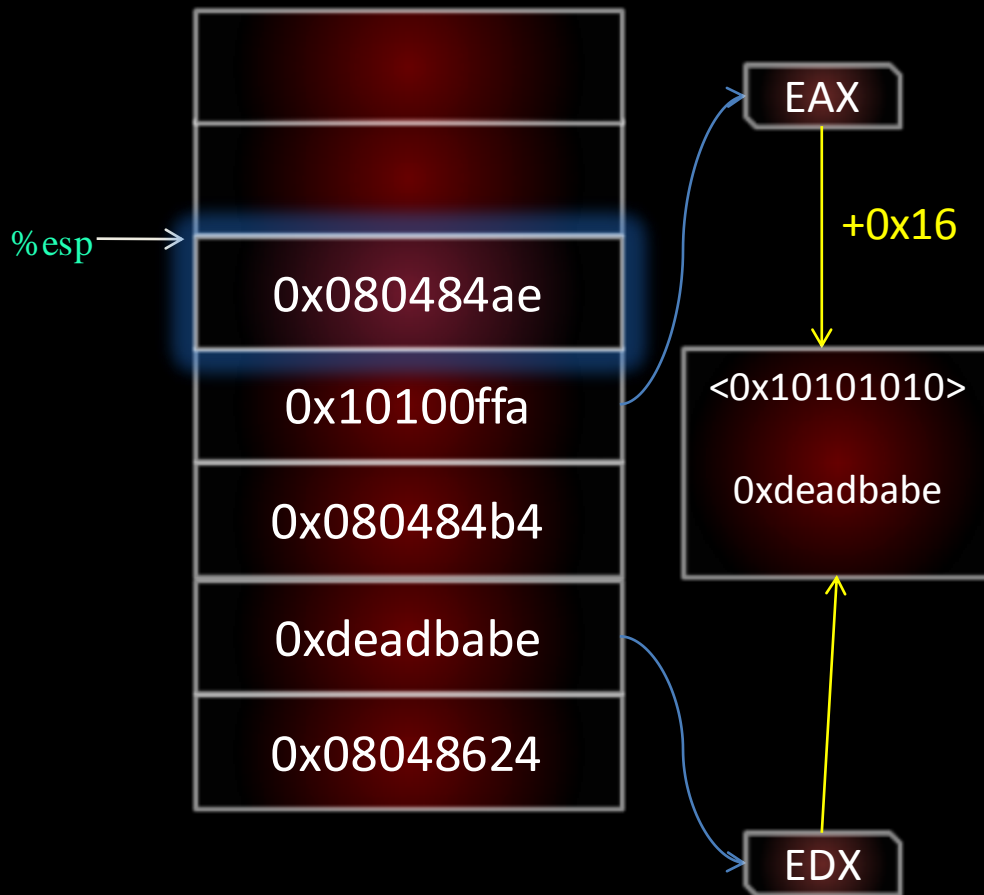 EAX
%esp
+0x16
0x080484ae
0x10100ffa
<0x10101010>
0x080484b4
0xdeadbabe
0xdeadbabe
0x08048624
EDX